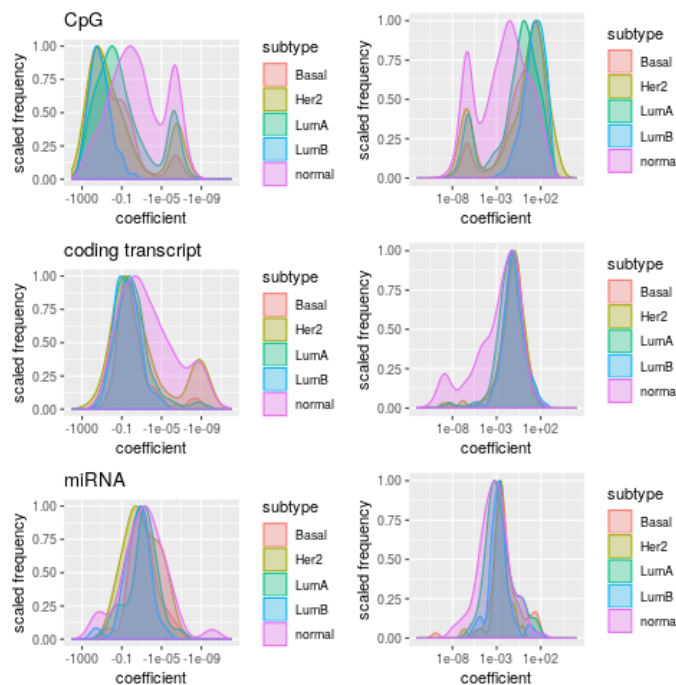 CpG
scaled frequency
1.00
0.75
0.50
0.25
0.00
-1000 -0.1 -1e-05 -1e-09
coefficient
subtype
Basal
Her2
LumA
LumB
normal
scaled frequency
1.00
0.75
0.50
0.25
0.00
1e-08 1e-03 1e+02
coefficient
subtype
Basal
Her2
LumA
LumB
norma
coding transcript
scaled frequency
1.00
0.75
0.50
0.25
0.00
-1000 -0.1 -1e-05 -1e-09
coefficient
subtype
Basal
Her2
LumA
LumB
normal
scaled frequency
1.00
0.75
0.50
0.25
0.00
1e-08 1e-03 1e+02
coefficient
subtype
Basal
Her2
LumA
LumB
norma
miRNA
scaled frequency
1.00
0.75
0.50
0.25
0.00
-1000 -0.1 -1e-05 -1e-09
coefficient
subtype
Basal
Her2
LumA
LumB
normal
scaled frequency
1.00
0.75
0.50
0.25
0.00
1e-08 1e-03 1e+02
coefficient
subtype
Basal
Her2
LumA
LumB
norma